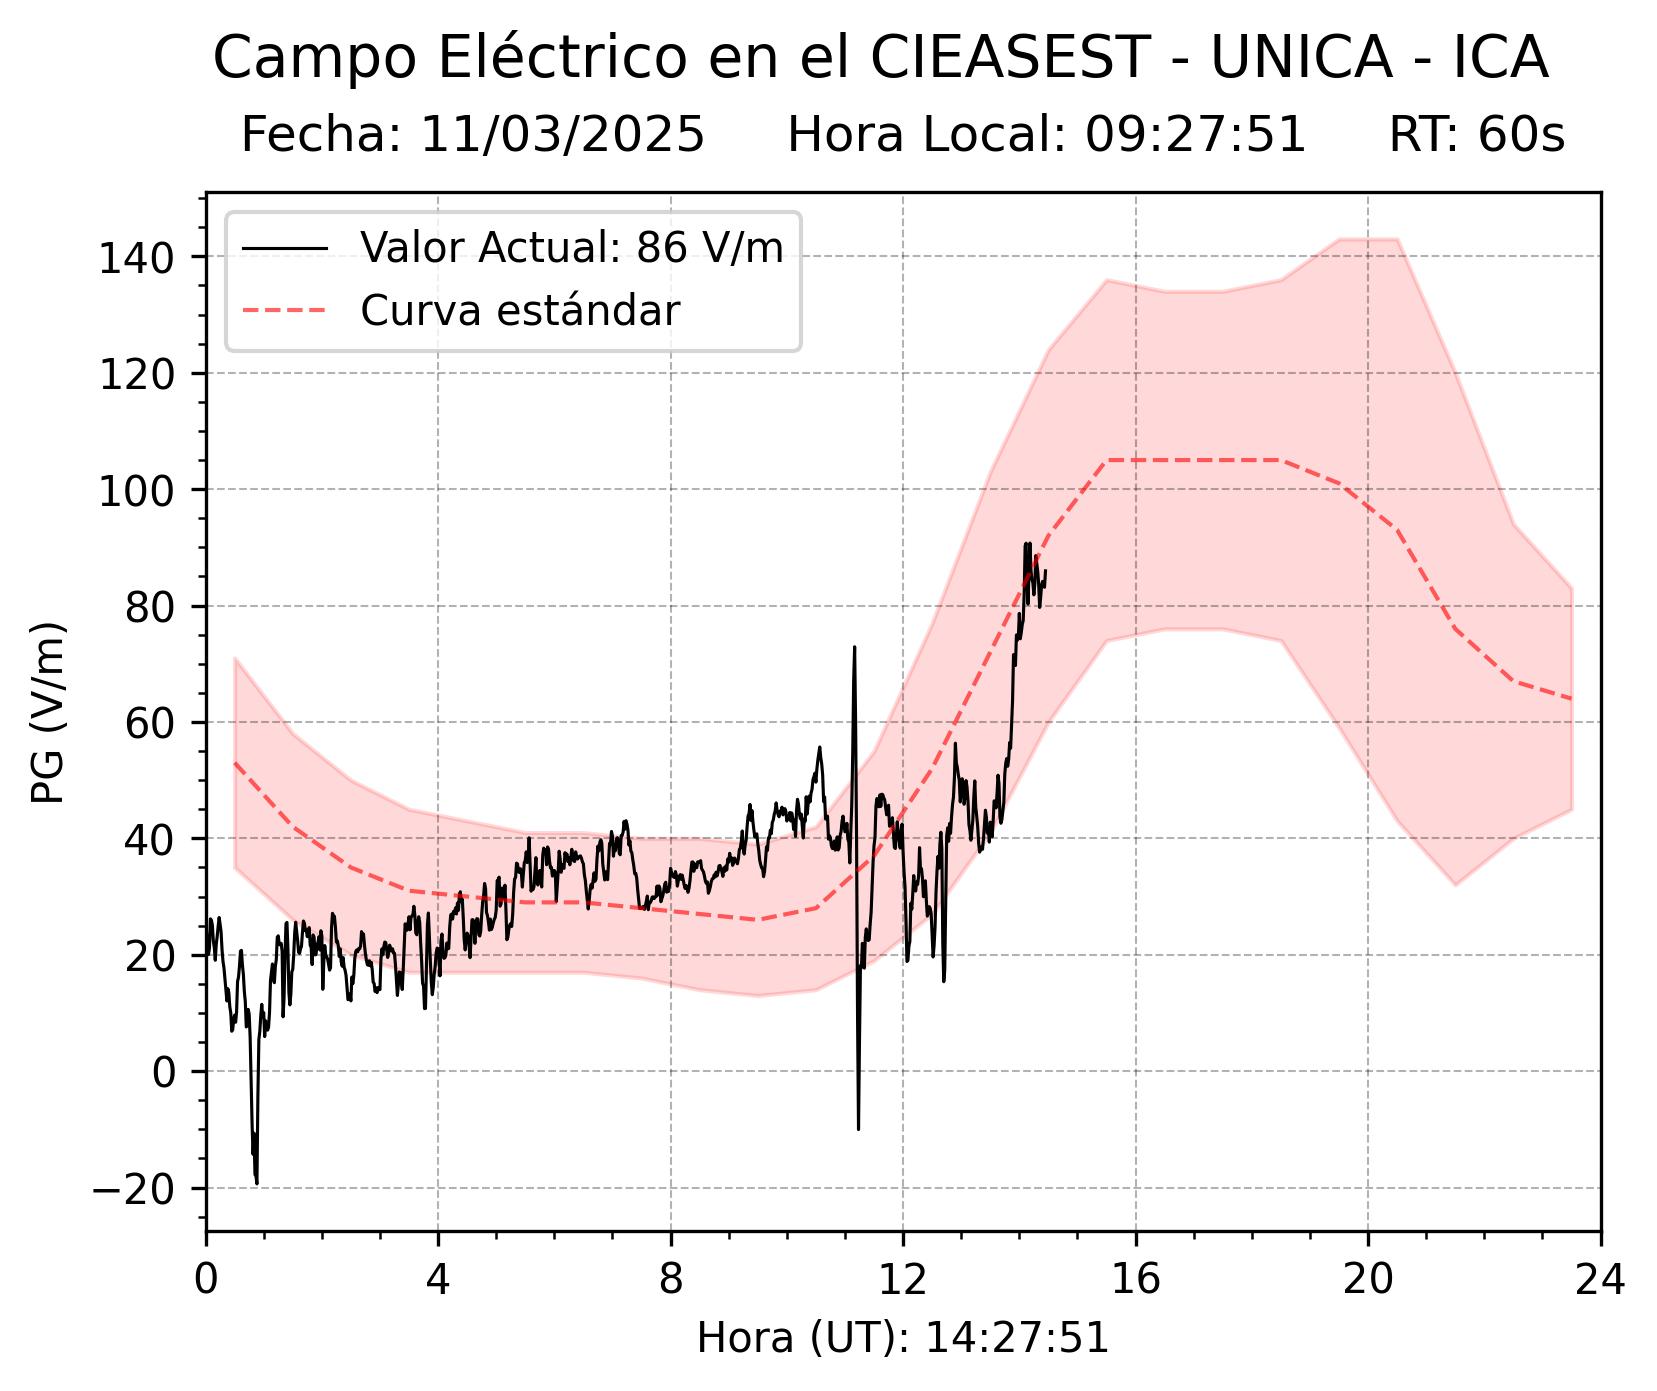 Campo Eléctrico en el CIEASEST - UNICA - ICA
Fecha: 11/03/2025 Hora Local: 09:27:51 RT: 60s
Valor Actual: 86 V/m
Curva estándar
140
120
100
80
60
40
20
0
−20
PG (V/m)
0 4 8 12 16 20 24
Hora (UT): 14:27:51